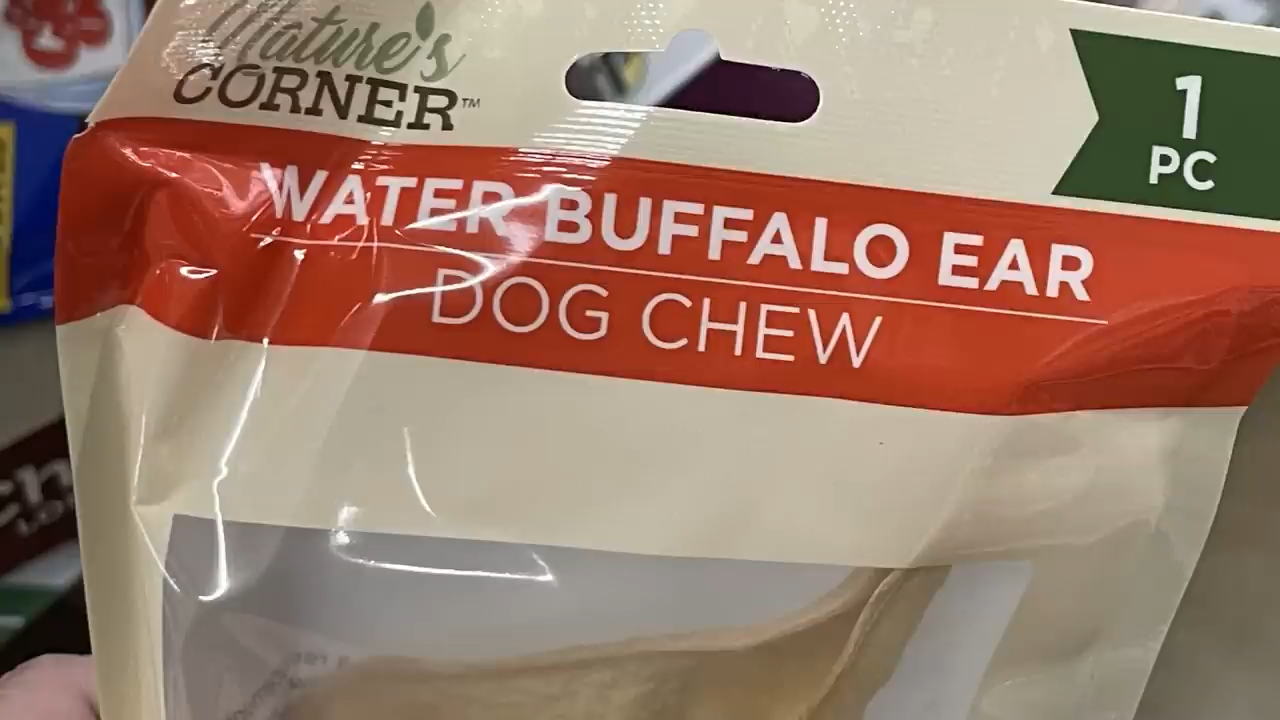 Nature's
CORNER™
1
PC
WATER BUFFALO EAR
DOG CHEW